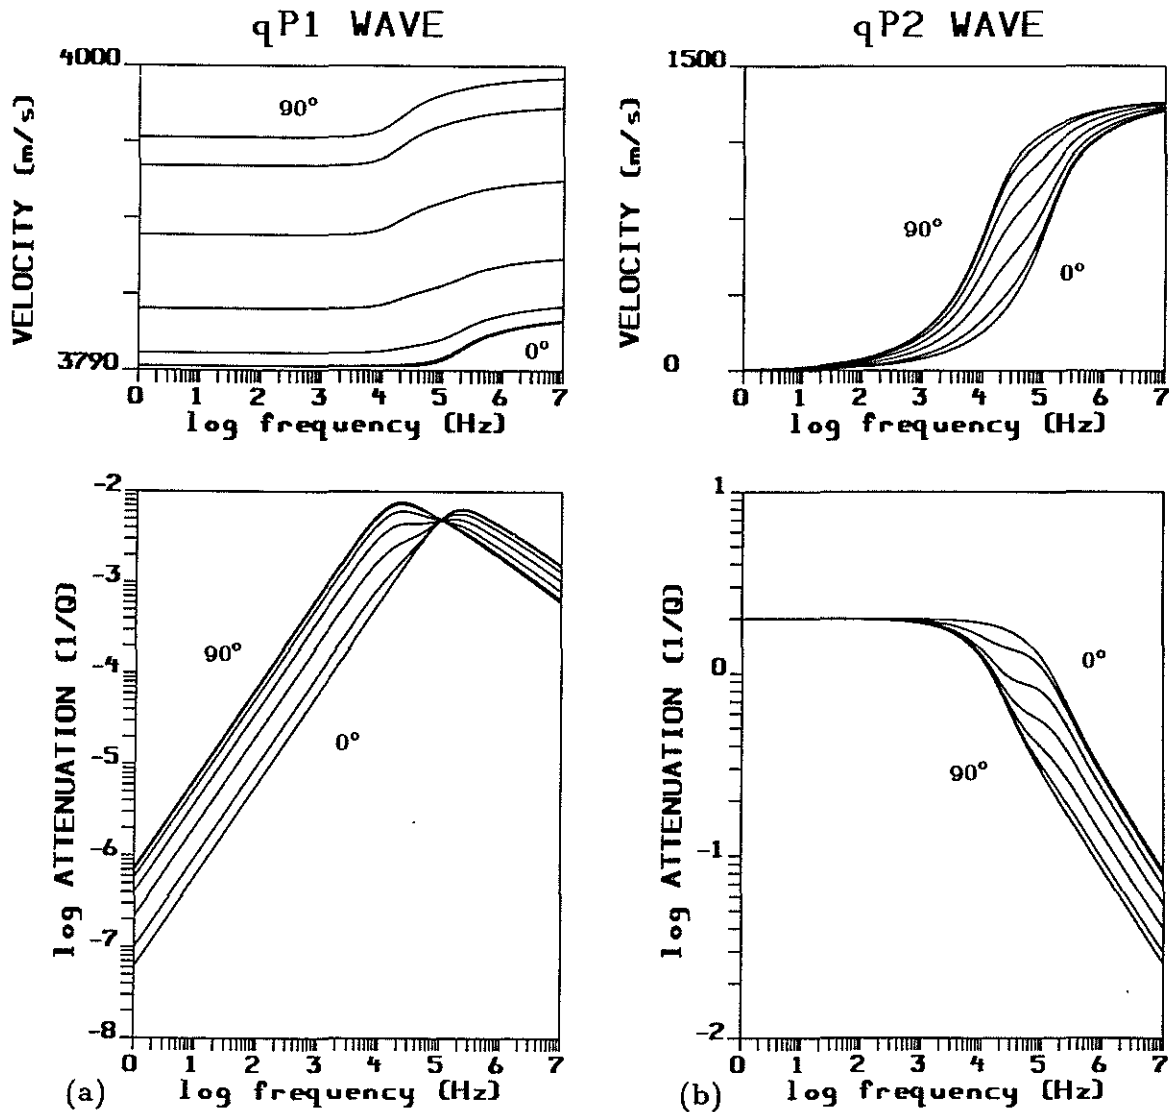 qP1 WAVE
4000
90°
VELOCITY (m/s)
3790
0°
0 1 2 3 4 5 6 7
log frequency (Hz)
qP2 WAVE
1500
90°
0°
VELOCITY (m/s)
0
0 1 2 3 4 5 6 7
log frequency (Hz)
-2
-3
-4
-5
-6
-7
-8
90°
0°
log ATTENUATION (1/Q)
0 1 2 3 4 5 6 7
(a) log frequency (Hz)
1
0
-1
-2
0°
90°
log ATTENUATION (1/Q)
0 1 2 3 4 5 6 7
(b) log frequency (Hz)